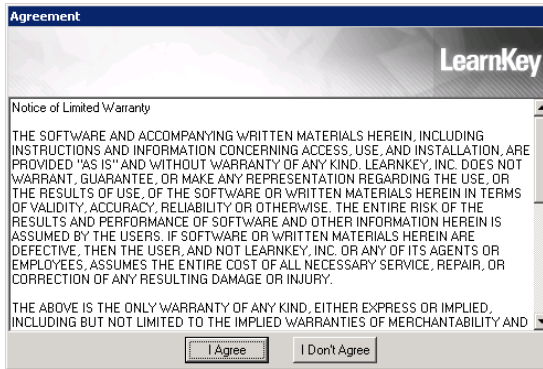 Agreement
LearnKey
Notice of Limited Warranty
THE SOFTWARE AND ACCOMPANYING WRITTEN MATERIALS HEREIN, INCLUDING
INSTRUCTIONS AND INFORMATION CONCERNING ACCESS, USE, AND INSTALLATION, ARE
PROVIDED "AS IS" AND WITHOUT WARRANTY OF ANY KIND. LEARNKEY, INC. DOES NOT
WARRANT, GUARANTEE, OR MAKE ANY REPRESENTATION REGARDING THE USE, OR
THE RESULTS OF USE, OF THE SOFTWARE OR WRITTEN MATERIALS HEREIN IN TERMS
OF VALIDITY, ACCURACY, RELIABILITY OR OTHERWISE. THE ENTIRE RISK OF THE
RESULTS AND PERFORMANCE OF SOFTWARE AND OTHER INFORMATION HEREIN IS
ASSUMED BY THE USERS. IF SOFTWARE OR WRITTEN MATERIALS HEREIN ARE
DEFECTIVE, THEN THE USER, AND NOT LEARNKEY, INC. OR ANY OF ITS AGENTS OR
EMPLOYEES, ASSUMES THE ENTIRE COST OF ALL NECESSARY SERVICE, REPAIR, OR
CORRECTION OF ANY RESULTING DAMAGE OR INJURY.
THE ABOVE IS THE ONLY WARRANTY OF ANY KIND, EITHER EXPRESS OR IMPLIED,
INCLUDING BUT NOT LIMITED TO THE IMPLIED WARRANTIES OF MERCHANTABILITY AND
I Agree
I Don't Agree